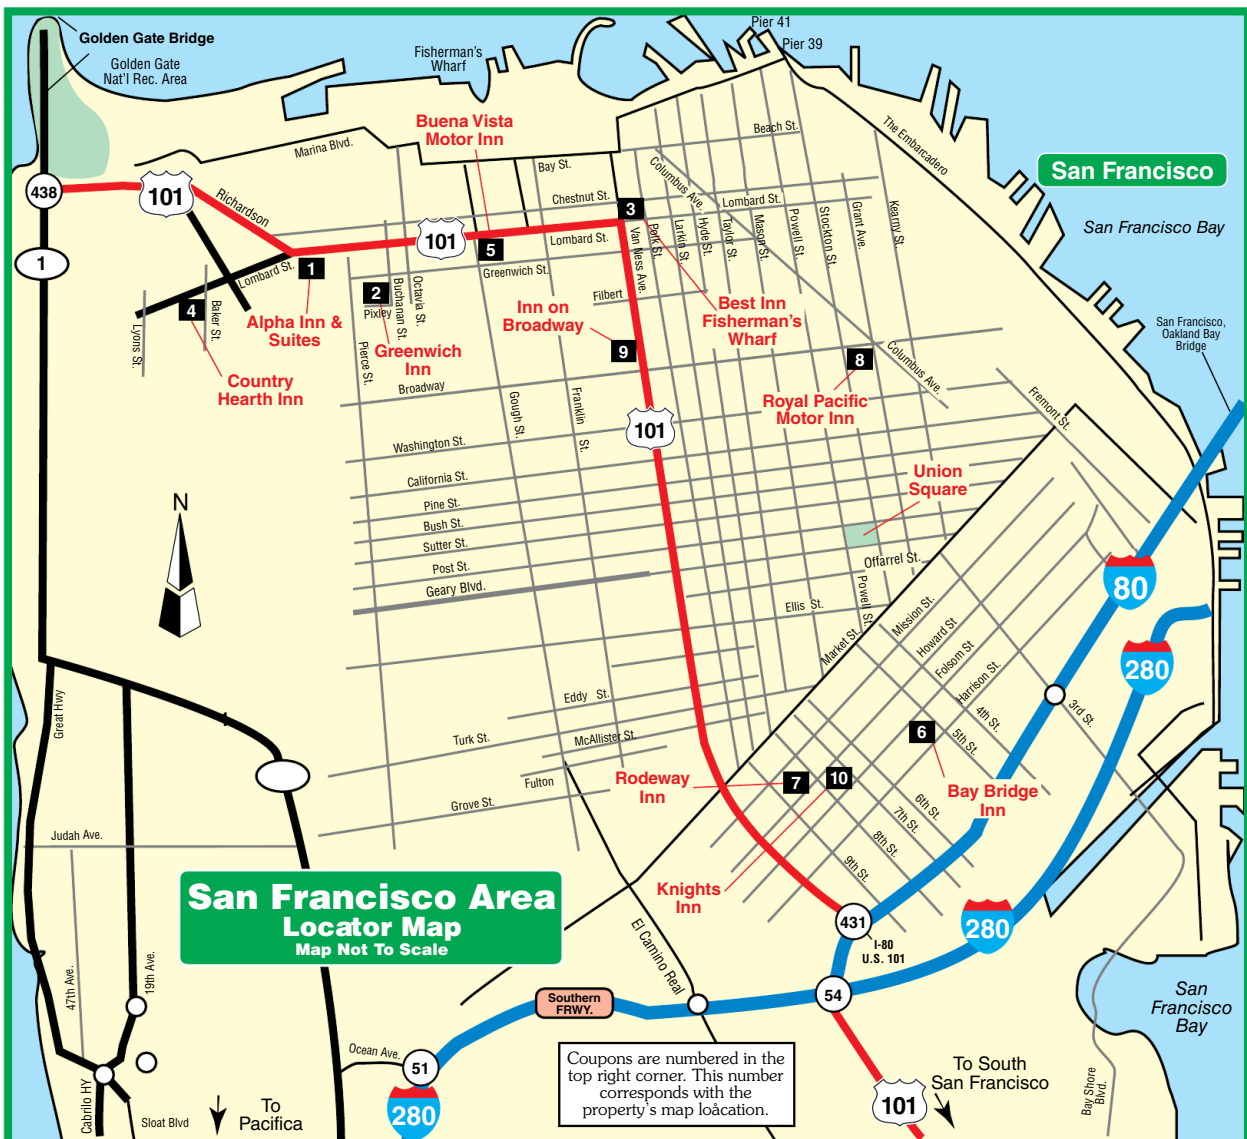 Golden Gate Bridge
Golden Gate
Nat'l Rec. Area
Fisherman's
Wharf
Pier 41
Pier 39
The Embarcadero
San Francisco
San Francisco Bay
San Francisco,
Oakland Bay
Bridge
438
101
1
Richardson
Marina Blvd.
Buena Vista
Motor Inn
Bay St.
Beach St.
Chestnut St.
Columbus Ave.
Lombard St.
3
101
5
Lombard St.
Greenwich St.
Lombard St.
1
2
4
Filbert
Pixley
Van Ness Ave.
Polk St.
Larkin St.
Hyde St.
Taylor St.
Mason St.
Powell St.
Stockton St.
Grant Ave.
Kearny St.
Lyons St.
Baker St.
Pierce St.
Buchanan St.
Octavia St.
Gough St.
Franklin
St.
Alpha Inn &
Suites
Greenwich
Inn
Country
Hearth Inn
Inn on
Broadway
9
Best Inn
Fisherman's
Wharf
8
Royal Pacific
Motor Inn
Columbus Ave.
Fremont St.
Broadway
101
Washington St.
California St.
Pine St.
Bush St.
Sutter St.
Post St.
Geary Blvd.
Union
Square
Offarrel St.
Ellis St.
Powell St.
Market St.
Mission St.
Howard St
Folsom St
Harrison St.
80
280
N
Great Hwy
Eddy St.
Turk St.
McAllister St.
Fulton
Grove St.
3rd St.
4th St.
5th St.
6th St.
7th St.
8th St.
9th St.
6
Bay Bridge
Inn
Rodeway
Inn
7
10
Knights
Inn
Judah Ave.
San Francisco Area
Locator Map
Map Not To Scale
431
I-80
U.S. 101
280
54
El Camino Real
Southern
FRWY.
47th Ave.
19th Ave.
Ocean Ave.
51
280
Cabrilo HY
Sloat Blvd
To
Pacifica
Coupons are numbered in the
top right corner. This number
corresponds with the
property's map loåcation.
To South
San Francisco
101
Bay Shore
Blvd.
San
Francisco
Bay